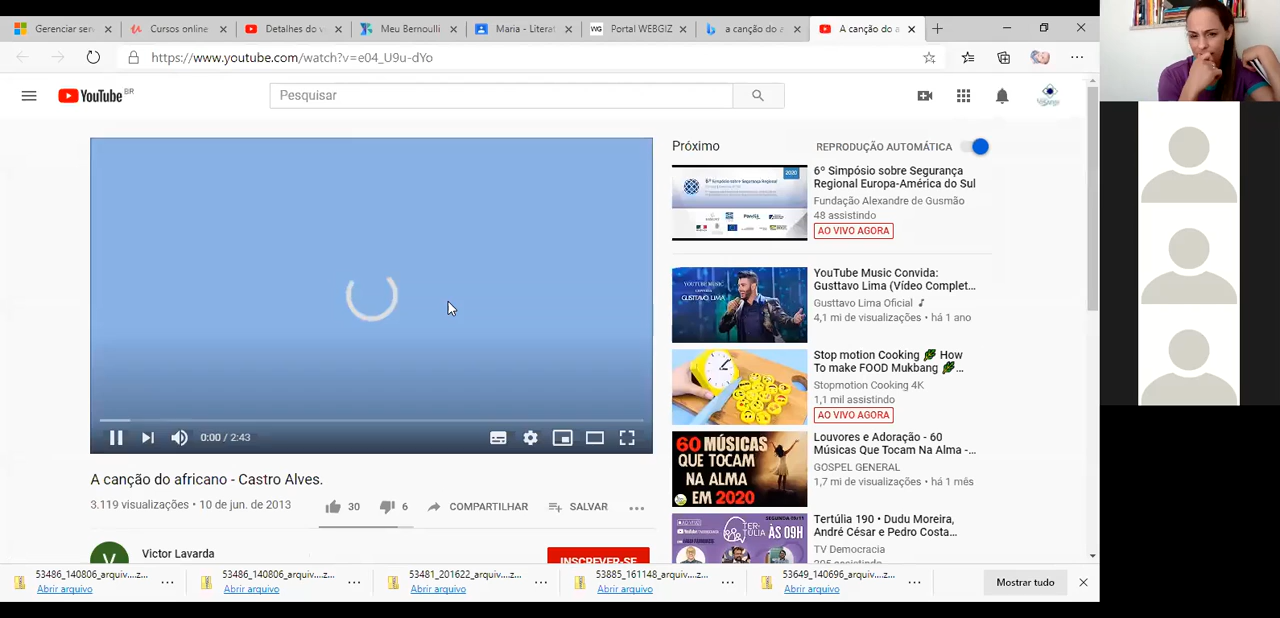 Gerenciar ser
Cursos online
Detalhes do v
Meu Bernoulli
Maria - Literat
WG Portal WEBGIZ
a canção do a
A canção do a
https://www.youtube.com/watch?v=e04_U9u-dYo
YouTube BR
Pesquisar
0:00 / 2:43
A canção do africano - Castro Alves.
3.119 visualizações • 10 de jun. de 2013
30
6
COMPARTILHAR
SALVAR
V
Victor Lavarda
INSCREVER-SE
Próximo
REPRODUÇÃO AUTOMÁTICA
2020
6º Simpósio sobre Segurança
Regional Europa-América do Sul
Fundação Alexandre de Gusmão
48 assistindo
AO VIVO AGORA
YOUTUBE MUSIC
GUSTTAVO LIMA
YouTube Music Convida:
Gusttavo Lima (Vídeo Complet...
Gusttavo Lima Oficial
4,1 mi de visualizações • há 1 ano
Stop motion Cooking How
To make FOOD Mukbang ...
Stopmotion Cooking 4K
1,1 mil assistindo
AO VIVO AGORA
60 MÚSICAS
QUE TOCAM
NA ALMA
EM 2020
Louvores e Adoração - 60
Músicas Que Tocam Na Alma -...
GOSPEL GENERAL
1,7 mi de visualizações • há 1 mês
TERTÚLIA
ÀS 09H
Tertúlia 190 • Dudu Moreira,
André César e Pedro Costa...
TV Democracia
53486_140806_arquiv....z...
Abrir arquivo
53486_140806_arquiv....z...
Abrir arquivo
53481_201622_arquiv....z...
Abrir arquivo
53885_161148_arquiv....z...
Abrir arquivo
53649_140696_arquiv....z...
Abrir arquivo
Mostrar tudo